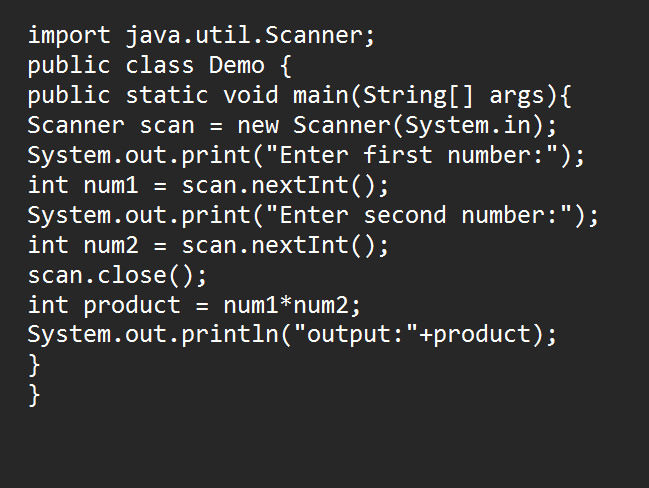 import java.util.Scanner;
public class Demo {
public static void main(String[] args){
Scanner scan = new Scanner(System.in);
System.out.print("Enter first number:");
int num1 = scan.nextInt();
System.out.print("Enter second number:");
int num2 = scan.nextInt();
scan.close();
int product = num1*num2;
System.out.println("output:"+product);
}
}